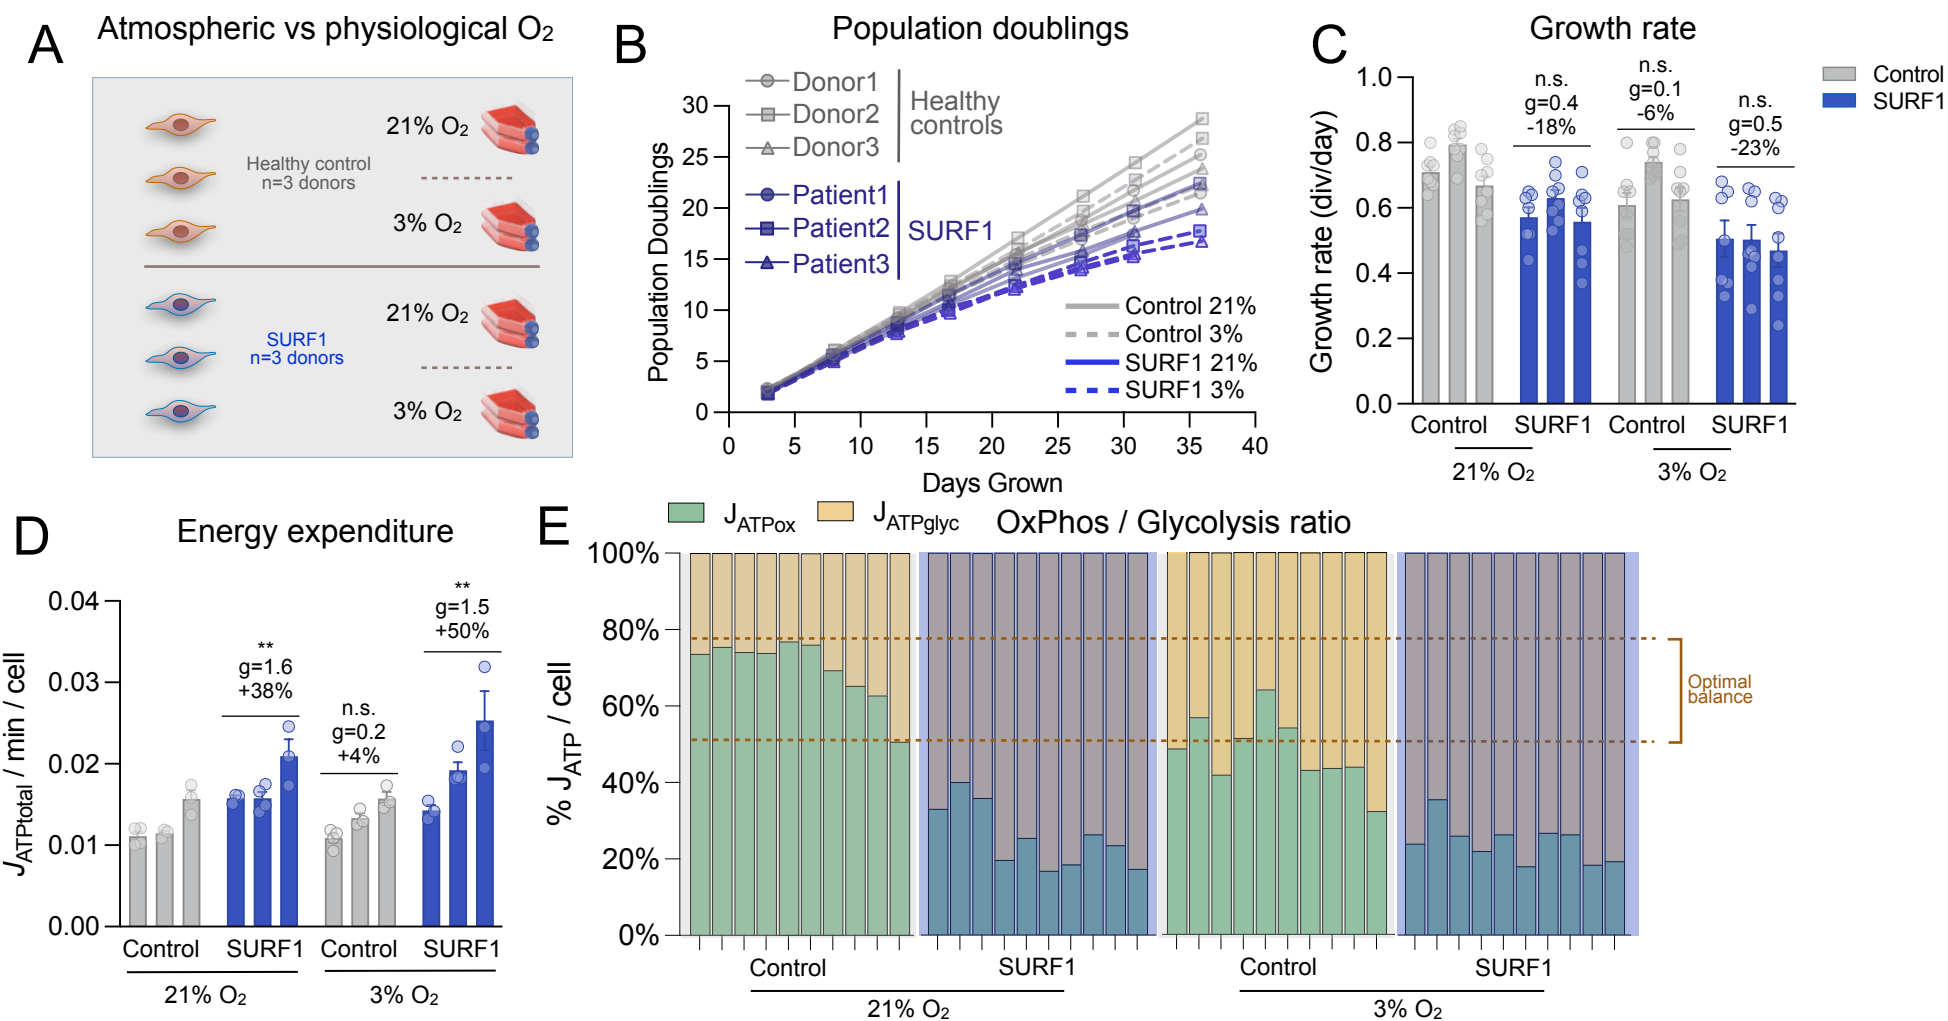 A
Atmospheric vs physiological O2
Healthy control
n=3 donors
21% O2
3% O2
SURF1
n=3 donors
21% O2
3% O2
B
Population doublings
Donor1
Donor2
Donor3
Healthy
controls
Patient1
Patient2
Patient3
SURF1
Population Doublings
30
25
20
15
10
5
0
Control 21%
Control 3%
SURF1 21%
SURF1 3%
0 5 10 15 20 25 30 35 40
Days Grown
C
Growth rate
Control
SURF1
Growth rate (div/day)
1.0
0.8
0.6
0.4
0.2
0.0
n.s.
g=0.4
-18%
n.s.
g=0.1
-6%
n.s.
g=0.5
-23%
Control SURF1 Control SURF1
21% O2 3% O2
D
Energy expenditure
JATPtotal / min / cell
0.04
0.03
0.02
0.01
0.00
**
g=1.6
+38%
n.s.
g=0.2
+4%
**
g=1.5
+50%
Control SURF1 Control SURF1
21% O2 3% O2
E
JATPox JATPglyc
OxPhos / Glycolysis ratio
% JATP / cell
100%
80%
60%
40%
20%
0%
Optimal
balance
Control SURF1 Control SURF1
21% O2 3% O2